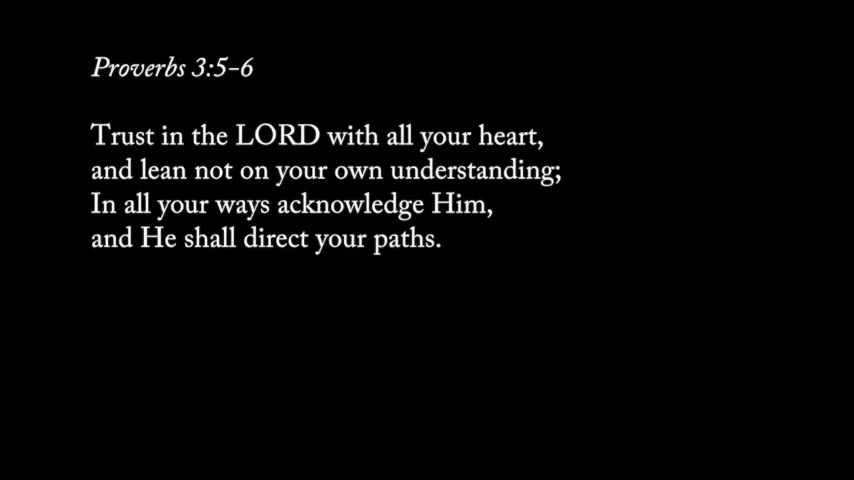 Proverbs 3:5-6
Trust in the LORD with all your heart,
and lean not on your own understanding;
In all your ways acknowledge Him,
and He shall direct your paths.